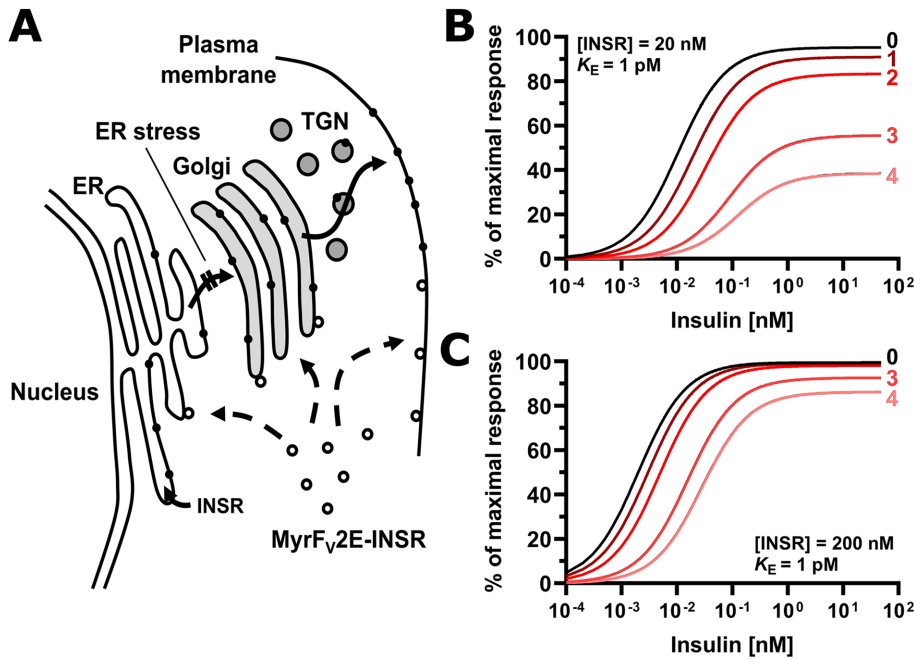 A
Plasma
membrane
TGN
ER stress
Golgi
ER
Nucleus
INSR
MyrFV2E-INSR
B
% of maximal response
100
80
60
40
20
0
[INSR] = 20 nM
KE = 1 pM
0
1
2
3
4
10-4
10-3
10-2
10-1
100
101
102
Insulin [nM]
C
% of maximal response
100
80
60
40
20
0
0
3
4
[INSR] = 200 nM
KE = 1 pM
10-4
10-3
10-2
10-1
100
101
102
Insulin [nM]